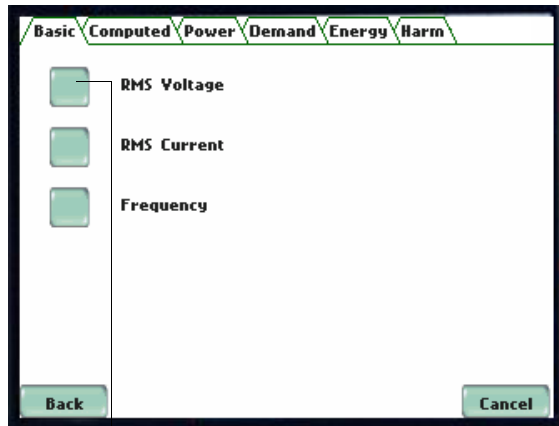 Basic Computed Power Demand Energy Harm
RMS Voltage
RMS Current
Frequency
Back Cancel